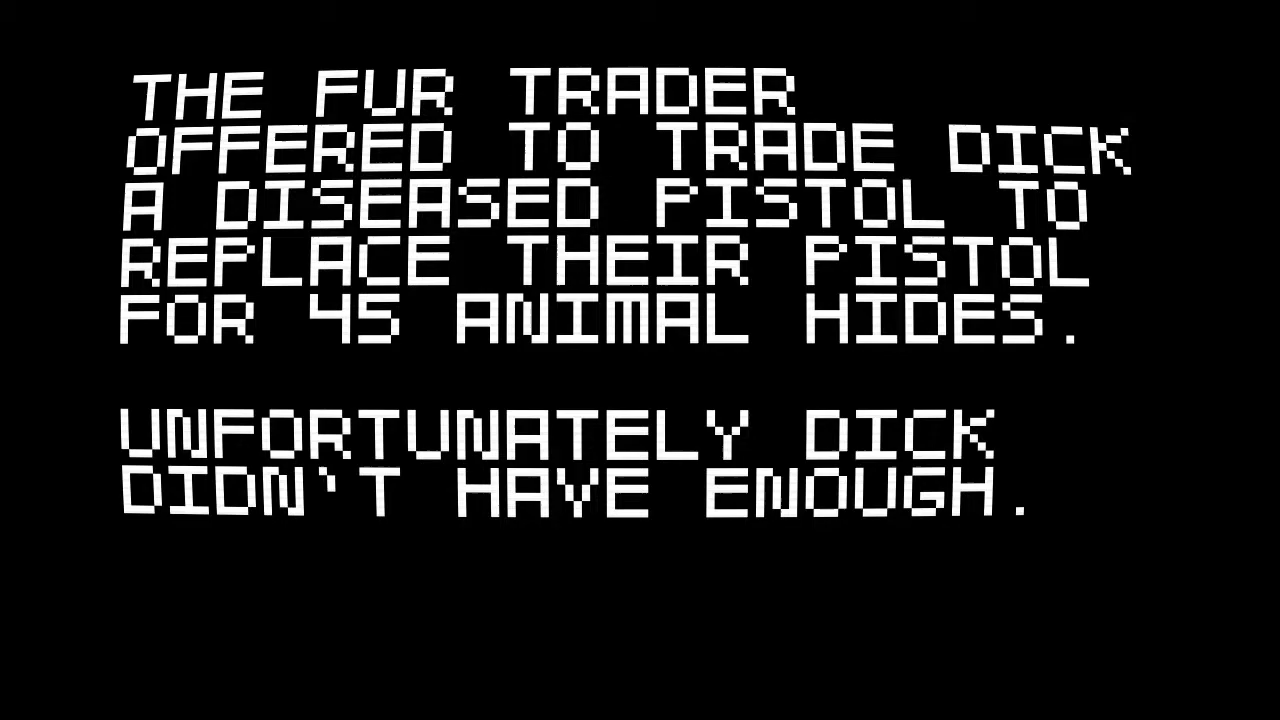 THE FUR TRADER
OFFERED TO TRADE DICK
A DISEASED PISTOL TO
REPLACE THEIR PISTOL
FOR 45 ANIMAL HIDES.
UNFORTUNATELY DICK
DIDN'T HAVE ENOUGH.